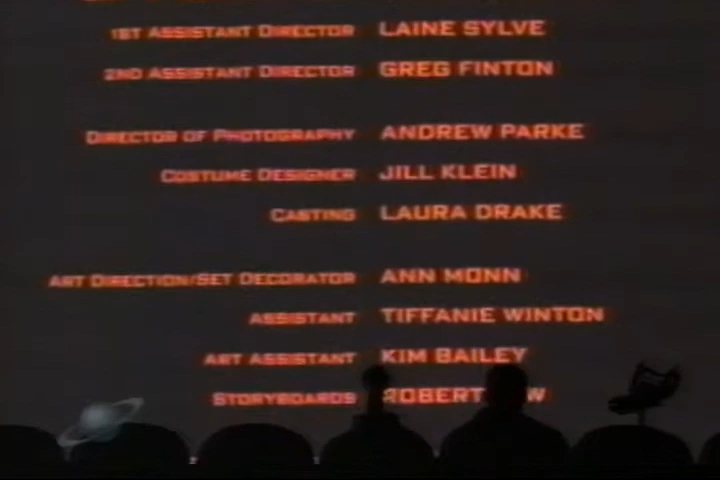 1ST ASSISTANT DIRECTOR LAINE SYLVE
2ND ASSISTANT DIRECTOR GREG FINTON
DIRECTOR OF PHOTOGRAPHY ANDREW PARKE
COSTUME DESIGNER JILL KLEIN
CASTING LAURA DRAKE
ART DIRECTION/SET DECORATOR ANN MONN
ASSISTANT TIFFANIE WINTON
ART ASSISTANT KIM BAILEY
STORYBOARDS ROBERT